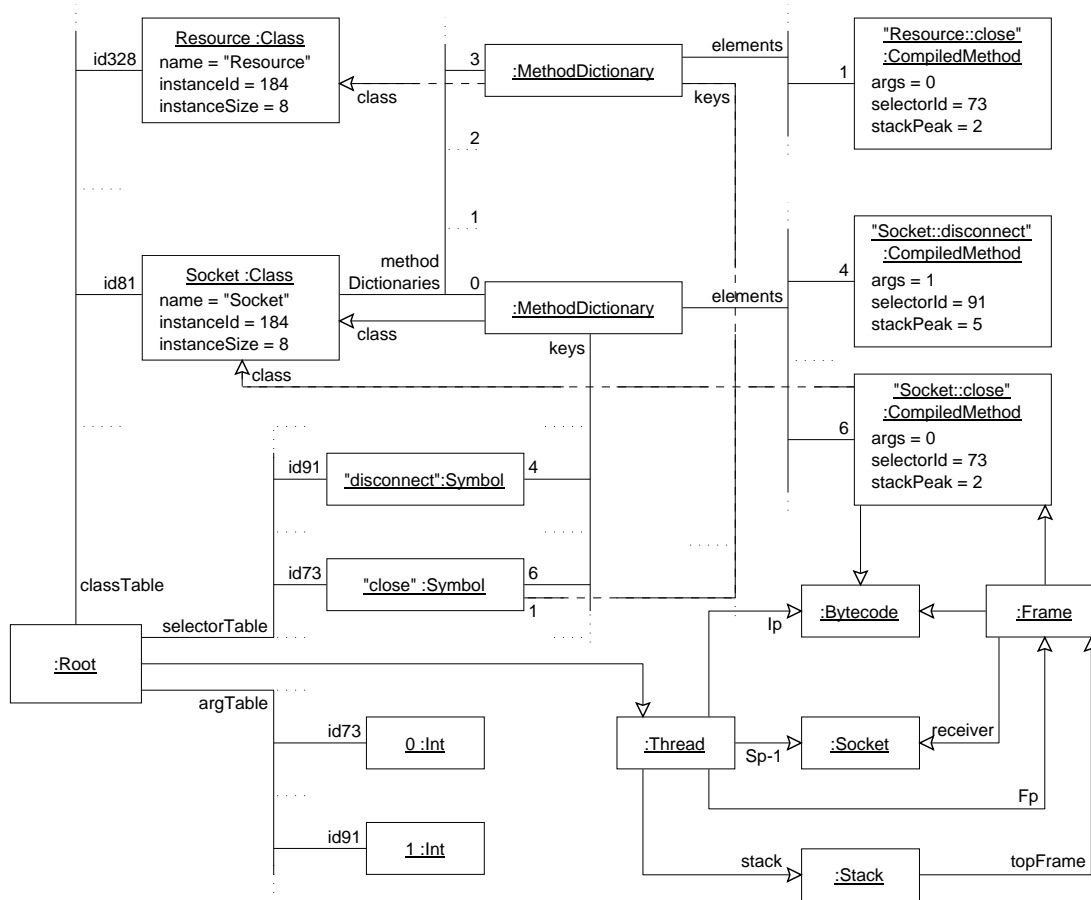 id328
Resource :Class
name = "Resource"
instanceId = 184
instanceSize = 8
class
3
2
1
0
method
Dictionaries
:MethodDictionary
elements
keys
1
"Resource::close"
:CompiledMethod
args = 0
selectorId = 73
stackPeak = 2
id81
Socket :Class
name = "Socket"
instanceId = 184
instanceSize = 8
class
class
:MethodDictionary
elements
keys
4
"Socket::disconnect"
:CompiledMethod
args = 1
selectorId = 91
stackPeak = 5
6
"Socket::close"
:CompiledMethod
args = 0
selectorId = 73
stackPeak = 2
id91
"disconnect":Symbol
4
id73
"close" :Symbol
6
1
classTable
selectorTable
:Root
argTable
id73
0 :Int
id91
1 :Int
Ip
:Bytecode
:Frame
:Thread
Sp-1
:Socket
receiver
Fp
stack
:Stack
topFrame